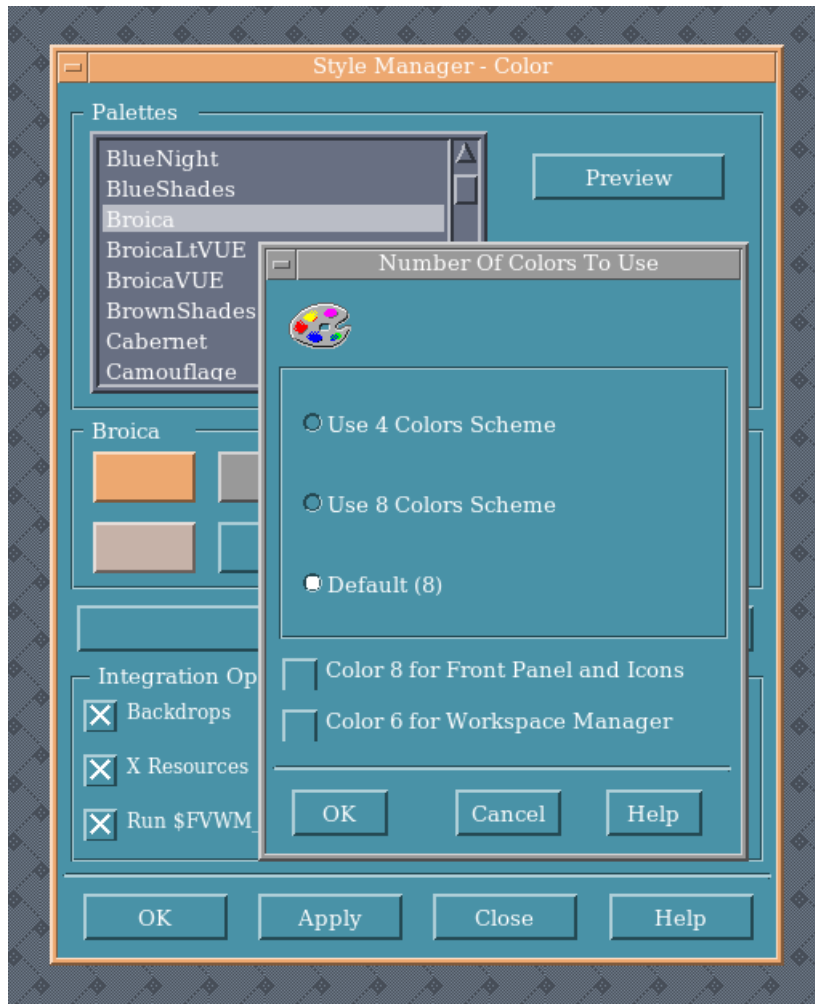 Style Manager - Color
Palettes
BlueNight
BlueShades
Broica
BroicaLtVUE
BroicaVUE
BrownShades
Cabernet
Camouflage
Preview
Number Of Colors To Use
Use 4 Colors Scheme
Use 8 Colors Scheme
Default (8)
Color 8 for Front Panel and Icons
Color 6 for Workspace Manager
OK Cancel Help
Broica
Integration Op
Backdrops
X Resources
Run $FVWM_
OK Apply Close Help